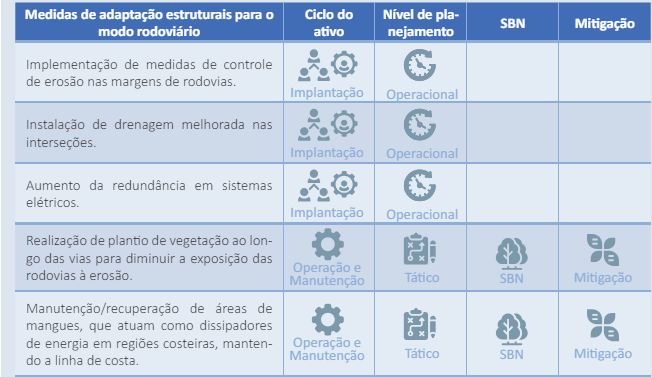 Medidas de adaptação estruturais para o
modo rodoviário
Ciclo do
ativo
Nível de pla-
nejamento
SBN
Mitigação
Implementação de medidas de controle
de erosão nas margens de rodovias.
Implantação
Operacional
Instalação de drenagem melhorada nas
interseções.
Implantação
Operacional
Aumento da redundância em sistemas
elétricos.
Implantação
Operacional
Realização de plantio de vegetação ao lon-
go das vias para diminuir a exposição das
rodovias à erosão.
Operação e
Manutenção
Tático
SBN
Mitigação
Manutenção/recuperação de áreas de
mangues, que atuam como dissipadores
de energia em regiões costeiras, manten-
do a linha de costa.
Operação e
Manutenção
Tático
SBN
Mitigação